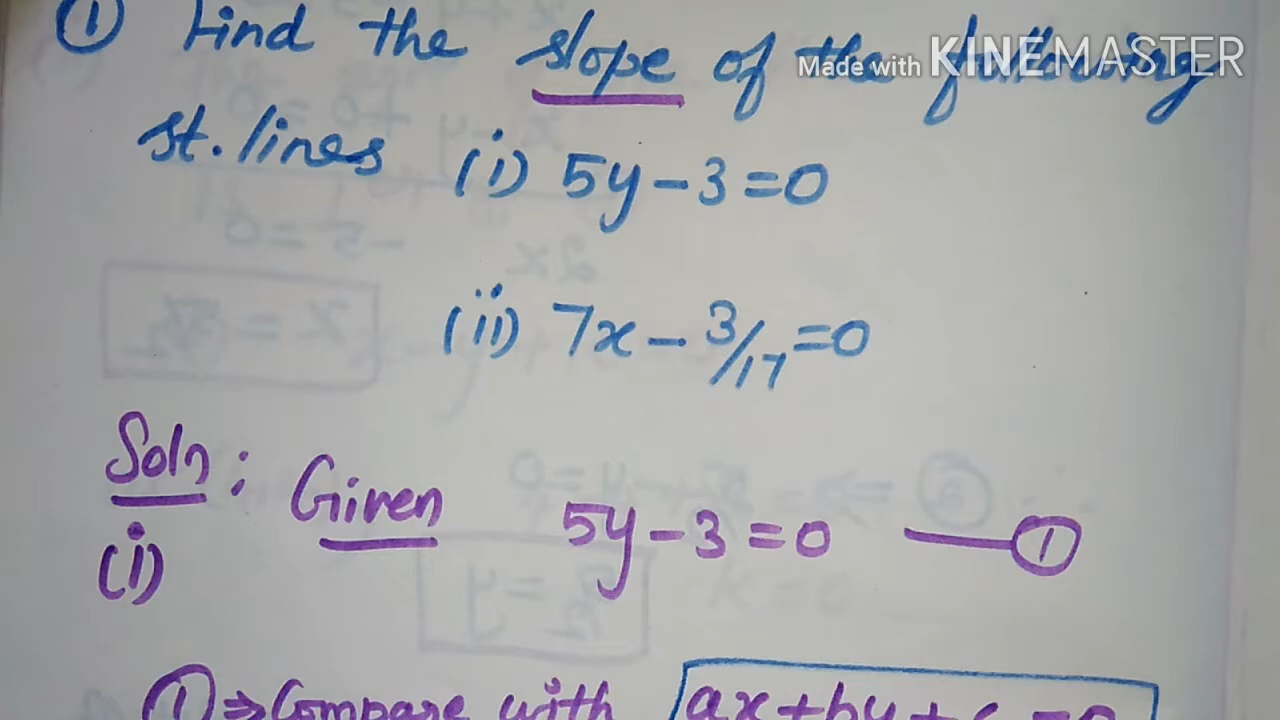 ① Find the slope of the following
Made with KINEMASTER
st. lines (i) 5y - 3 = 0
(ii) 7x - 3/17 = 0
Soln : Given 5y - 3 = 0 — ①
(i)
① ⇒ Compare with ax + by + c = 0